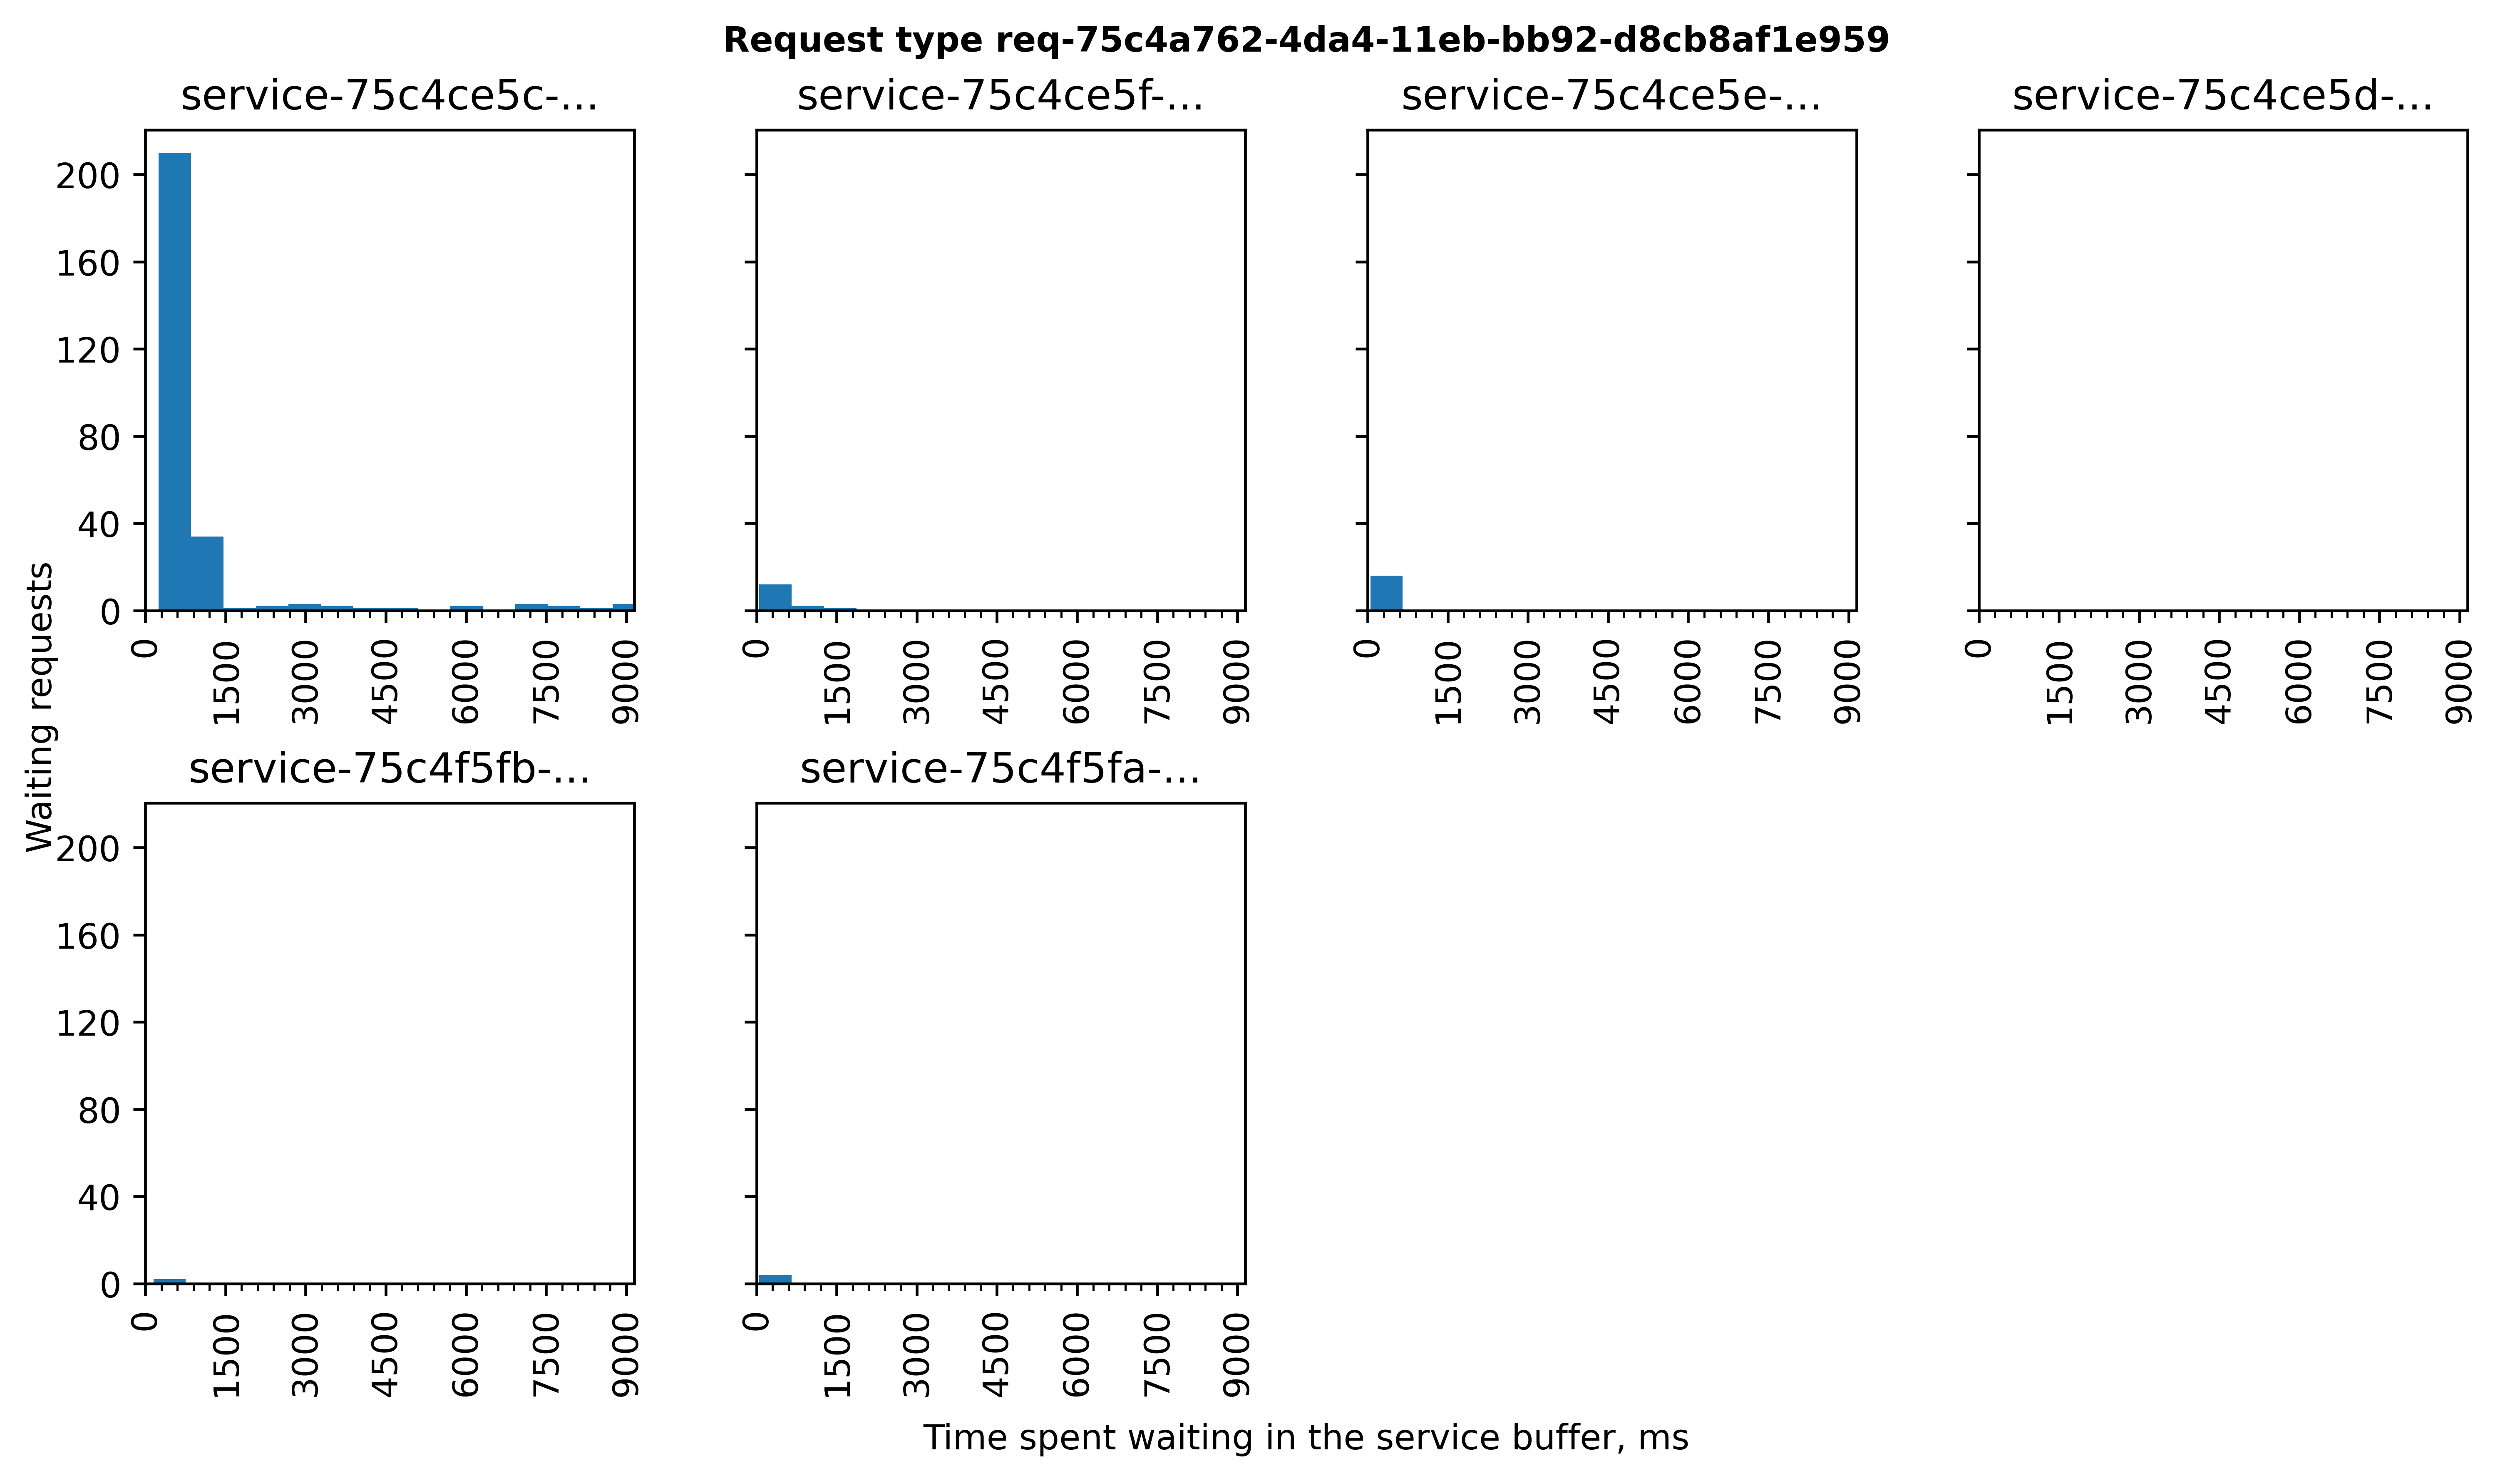 Request type req-75c4a762-4da4-11eb-bb92-d8cb8af1e959
service-75c4ce5c-...
service-75c4ce5f-...
service-75c4ce5e-...
service-75c4ce5d-...
200
160
120
80
40
0
0 1500 3000 4500 6000 7500 9000
0 1500 3000 4500 6000 7500 9000
0 1500 3000 4500 6000 7500 9000
0 1500 3000 4500 6000 7500 9000
Waiting requests
service-75c4f5fb-...
service-75c4f5fa-...
200
160
120
80
40
0
0 1500 3000 4500 6000 7500 9000
0 1500 3000 4500 6000 7500 9000
Time spent waiting in the service buffer, ms